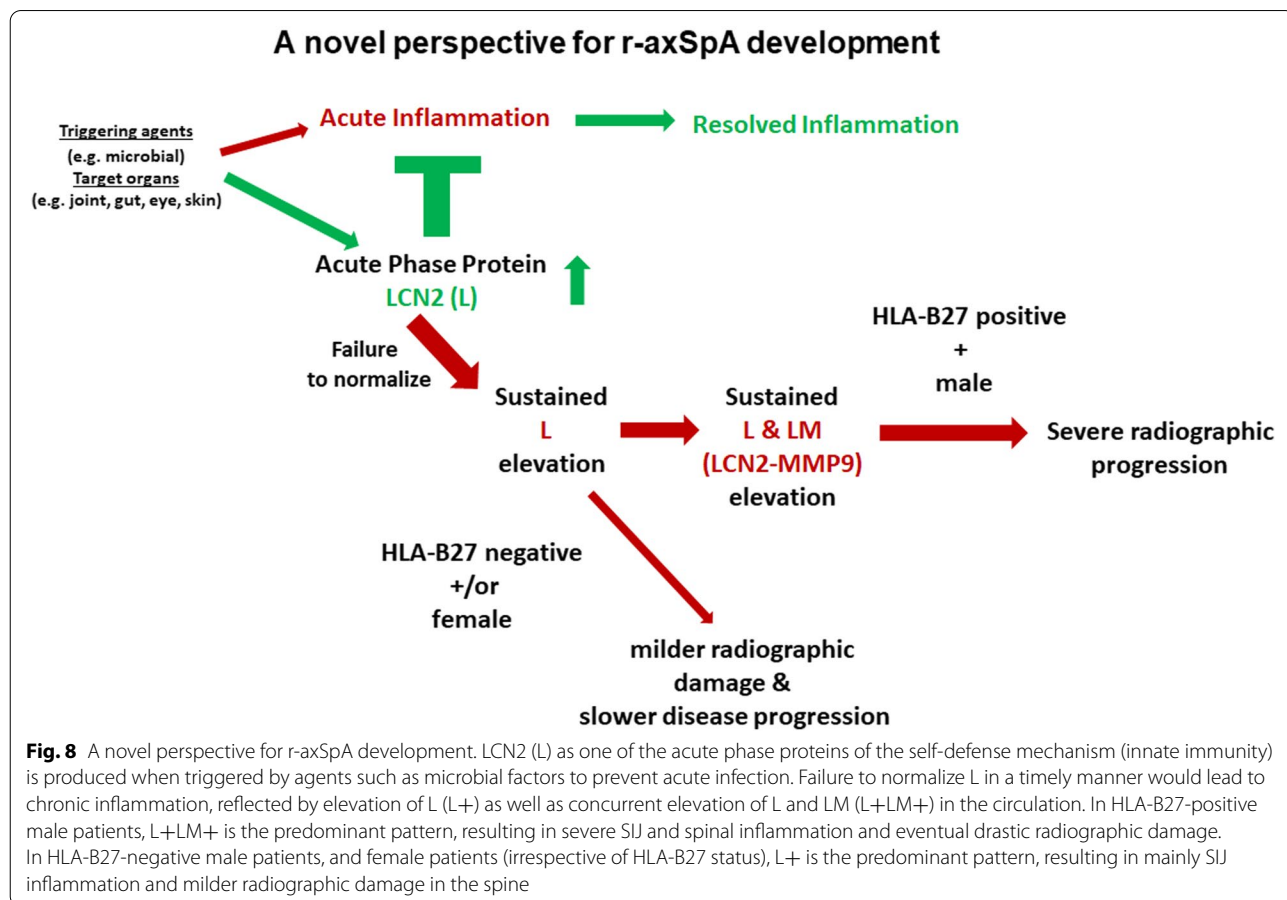 A novel perspective for r-axSpA development
Triggering agents
(e.g. microbial)
Target organs
(e.g. joint, gut, eye, skin)
Acute Inflammation
Resolved Inflammation
Acute Phase Protein
LCN2 (L)
Failure
to normalize
Sustained
L
elevation
Sustained
L & LM
(LCN2-MMP9)
elevation
HLA-B27 positive
+
male
Severe radiographic
progression
HLA-B27 negative
+/or
female
milder radiographic
damage &
slower disease progression
Fig. 8 A novel perspective for r-axSpA development. LCN2 (L) as one of the acute phase proteins of the self-defense mechanism (innate immunity)
is produced when triggered by agents such as microbial factors to prevent acute infection. Failure to normalize L in a timely manner would lead to
chronic inflammation, reflected by elevation of L (L+) as well as concurrent elevation of L and LM (L+LM+) in the circulation. In HLA-B27-positive
male patients, L+LM+ is the predominant pattern, resulting in severe SIJ and spinal inflammation and eventual drastic radiographic damage.
In HLA-B27-negative male patients, and female patients (irrespective of HLA-B27 status), L+ is the predominant pattern, resulting in mainly SIJ
inflammation and milder radiographic damage in the spine